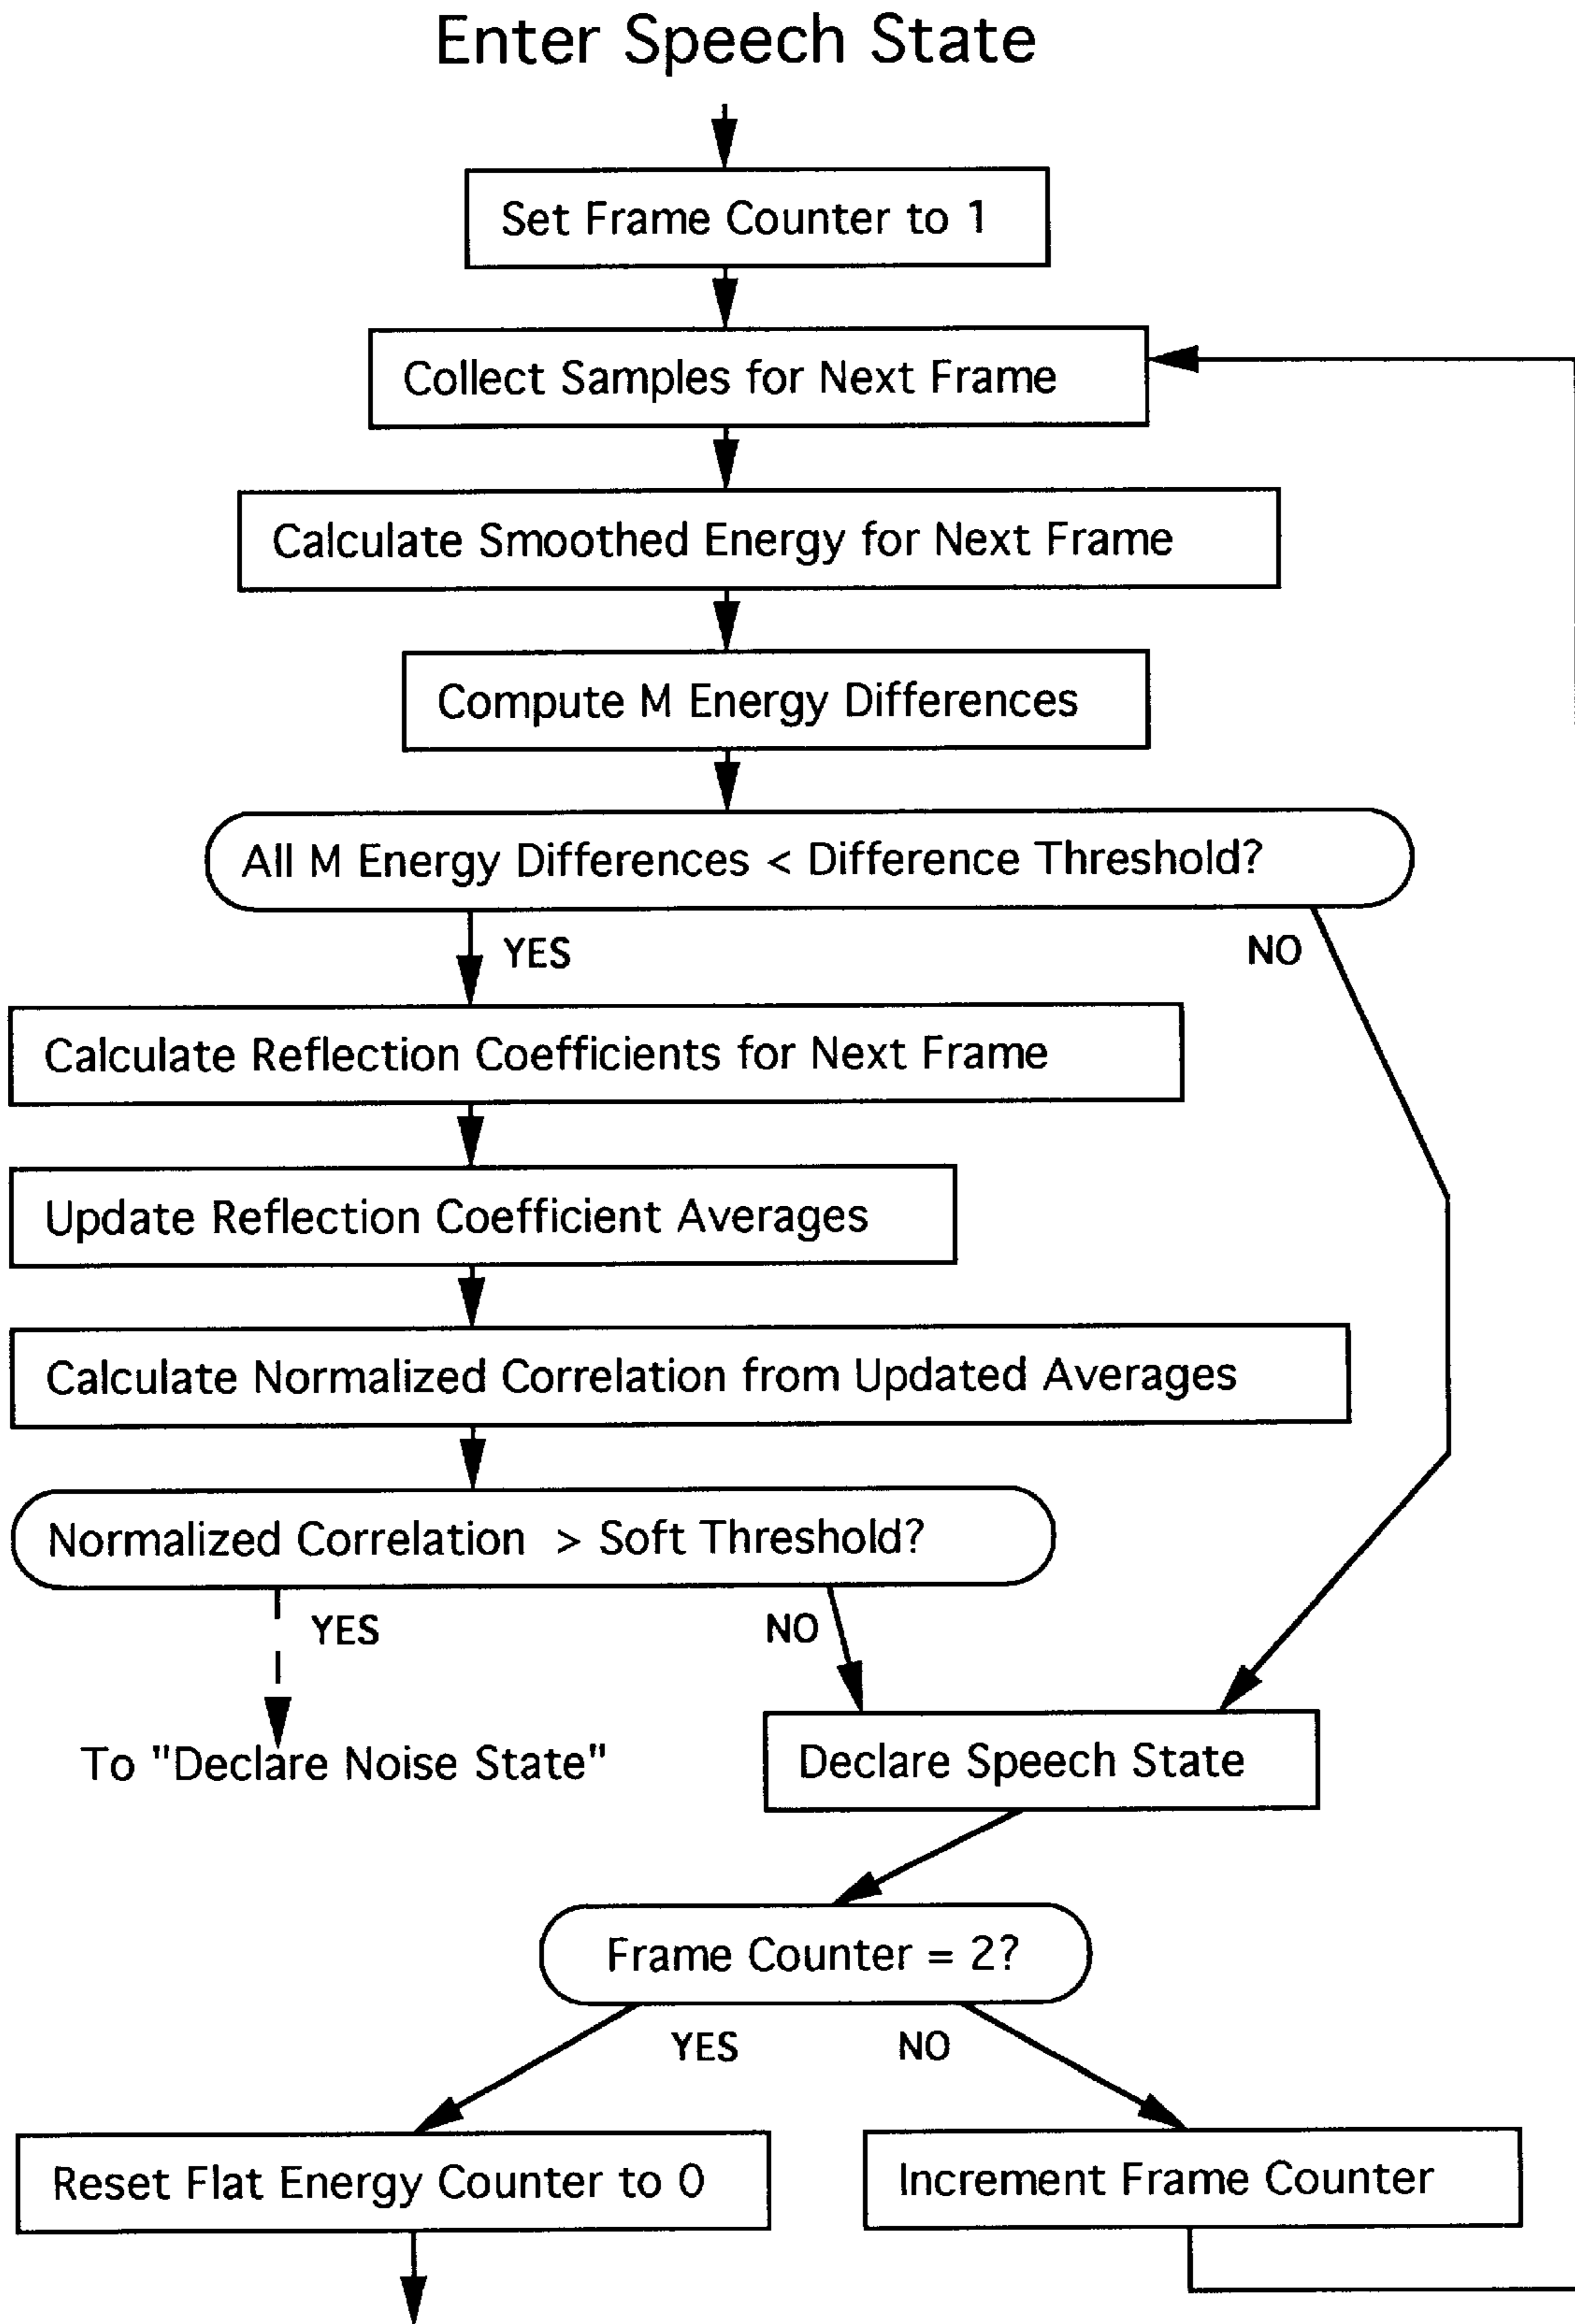 Enter Speech State
Set Frame Counter to 1
Collect Samples for Next Frame
Calculate Smoothed Energy for Next Frame
Compute M Energy Differences
All M Energy Differences < Difference Threshold?
YES
NO
Calculate Reflection Coefficients for Next Frame
Update Reflection Coefficient Averages
Calculate Normalized Correlation from Updated Averages
Normalized Correlation > Soft Threshold?
YES
NO
To "Declare Noise State"
Declare Speech State
Frame Counter = 2?
YES
NO
Reset Flat Energy Counter to 0
Increment Frame Counter